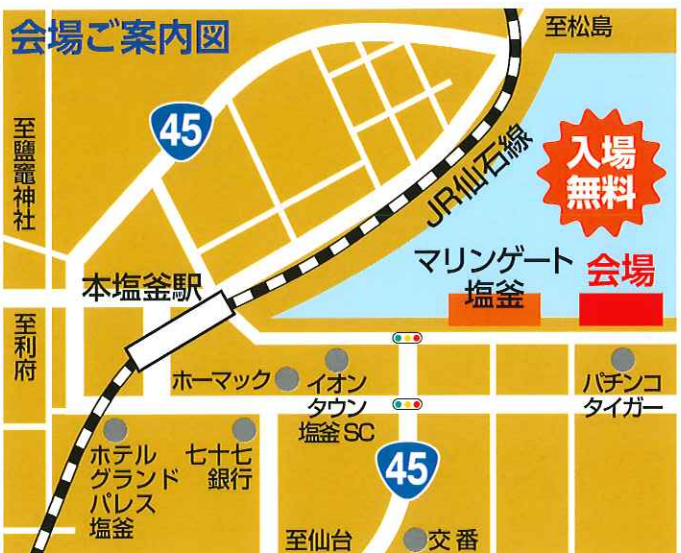 会場ご案内図
至松島
45
至鹽竈神社
入場
無料
JR仙石線
マリンゲート
塩釜
会場
本塩釜駅
至利府
ホーマック
イオン
タウン
塩釜SC
パチンコ
タイガー
ホテル
グランド
パレス
塩釜
七十七
銀行
45
至仙台
交番